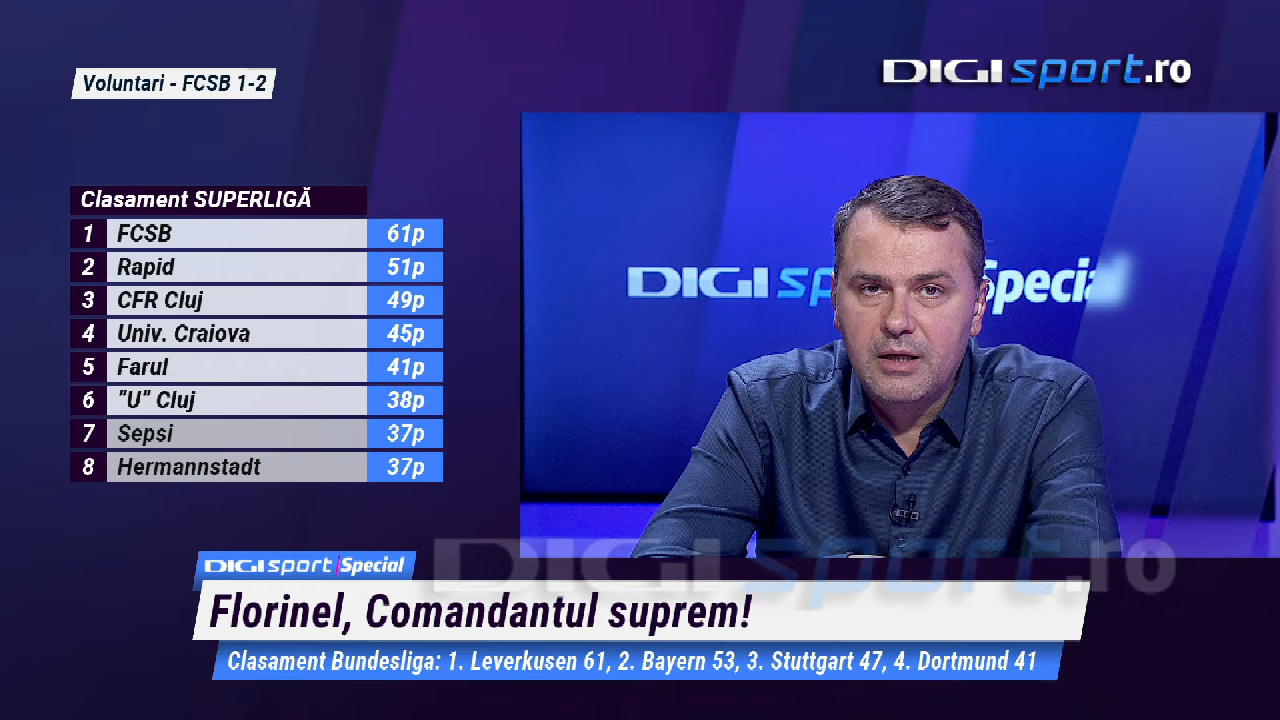 Voluntari - FCSB 1-2
DIGI sport.ro
Clasament SUPERLIGĂ
1 FCSB 61p
2 Rapid 51p
3 CFR Cluj 49p
4 Univ. Craiova 45p
5 Farul 41p
6 "U" Cluj 38p
7 Sepsi 37p
8 Hermannstadt 37p
DIGI sp Special
DIGI sport.ro
DIGI sport Special
Florinel, Comandantul suprem!
Clasament Bundesliga: 1. Leverkusen 61, 2. Bayern 53, 3. Stuttgart 47, 4. Dortmund 41